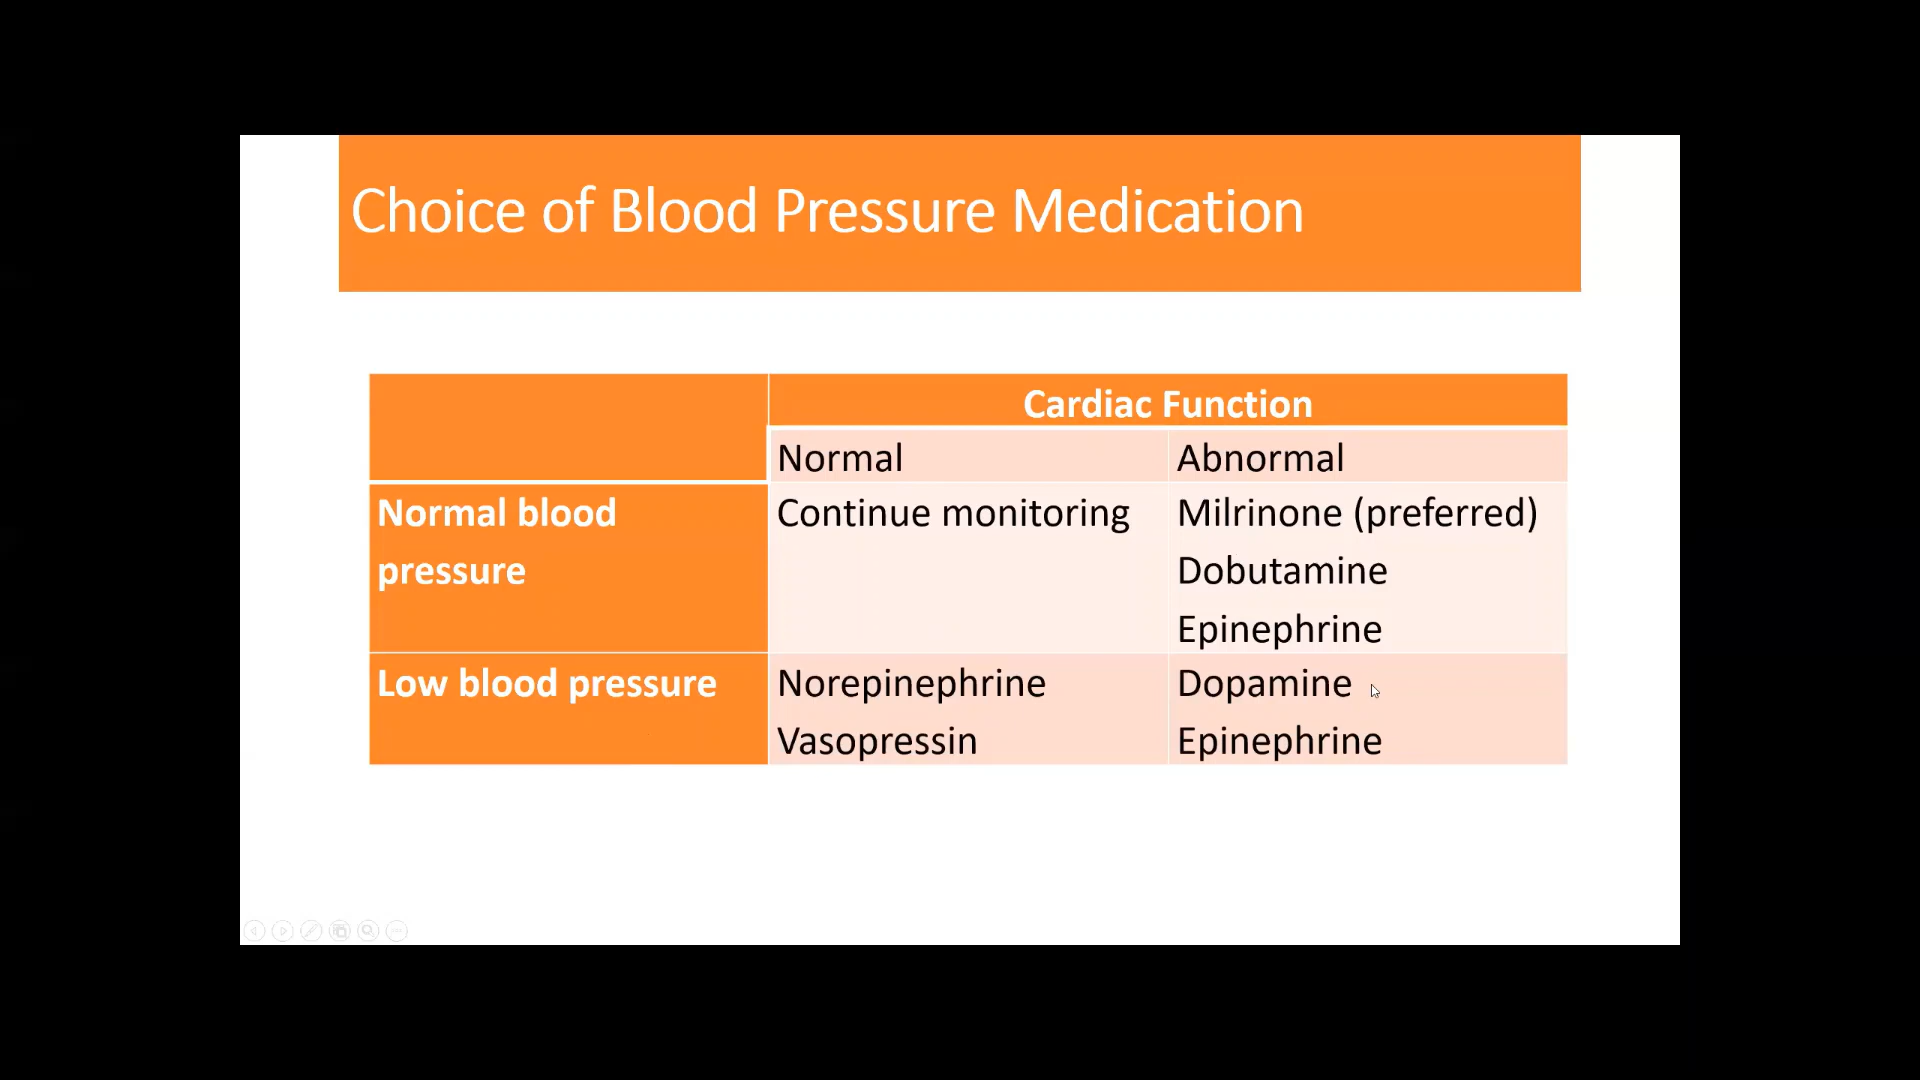 Choice of Blood Pressure Medication
Cardiac Function
Normal
Abnormal
Normal blood
pressure
Continue monitoring
Milrinone (preferred)
Dobutamine
Epinephrine
Low blood pressure
Norepinephrine
Vasopressin
Dopamine
Epinephrine